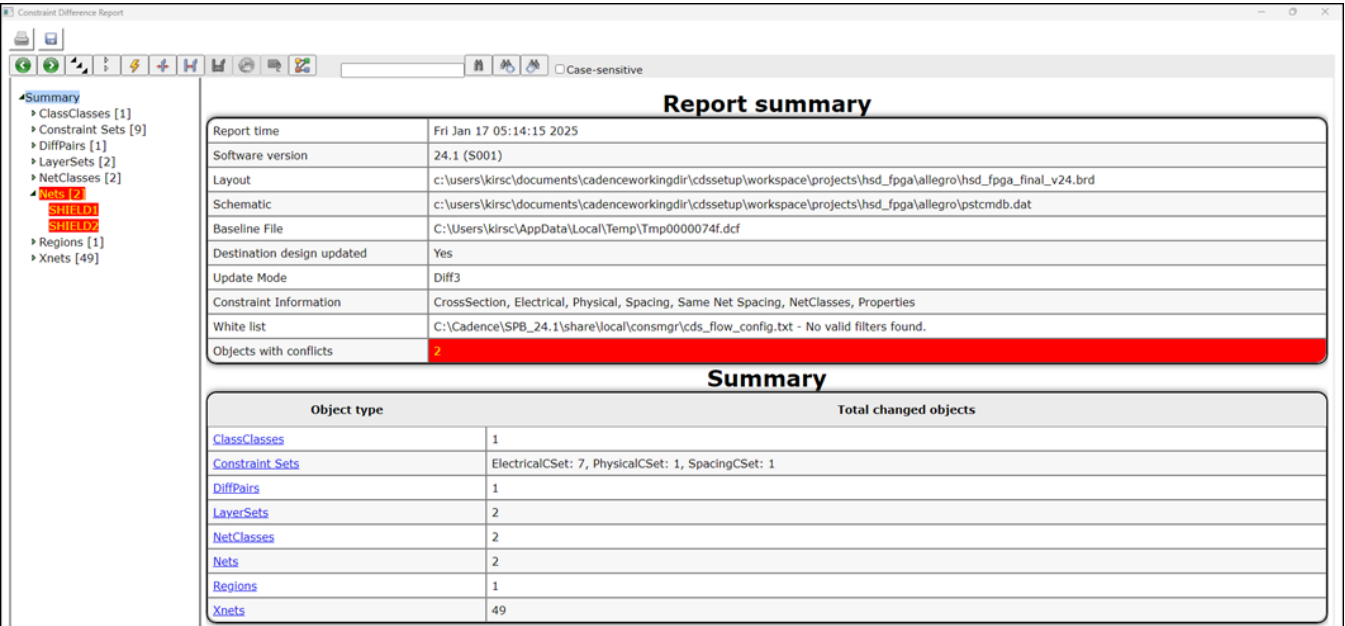 Constraint Difference Report
Case-sensitive
Summary
ClassClasses [1]
Constraint Sets [9]
DiffPairs [1]
LayerSets [2]
NetClasses [2]
Nets [2]
SHIELD1
SHIELD2
Regions [1]
Xnets [49]
Report summary
Report time Fri Jan 17 05:14:15 2025
Software version 24.1 (S001)
Layout c:\users\kirsc\documents\cadenceworkingdir\cdssetup\workspace\projects\hsd_fpga\allegro\hsd_fpga_final_v24.brd
Schematic c:\users\kirsc\documents\cadenceworkingdir\cdssetup\workspace\projects\hsd_fpga\allegro\pstcmdb.dat
Baseline File C:\Users\kirsc\AppData\Local\Temp\Tmp0000074f.dcf
Destination design updated Yes
Update Mode Diff3
Constraint Information CrossSection, Electrical, Physical, Spacing, Same Net Spacing, NetClasses, Properties
White list C:\Cadence\SPB_24.1\share\local\consmgr\cds_flow_config.txt - No valid filters found.
Objects with conflicts 2
Summary
Object type Total changed objects
ClassClasses 1
Constraint Sets ElectricalCSet: 7, PhysicalCSet: 1, SpacingCSet: 1
DiffPairs 1
LayerSets 2
NetClasses 2
Nets 2
Regions 1
Xnets 49